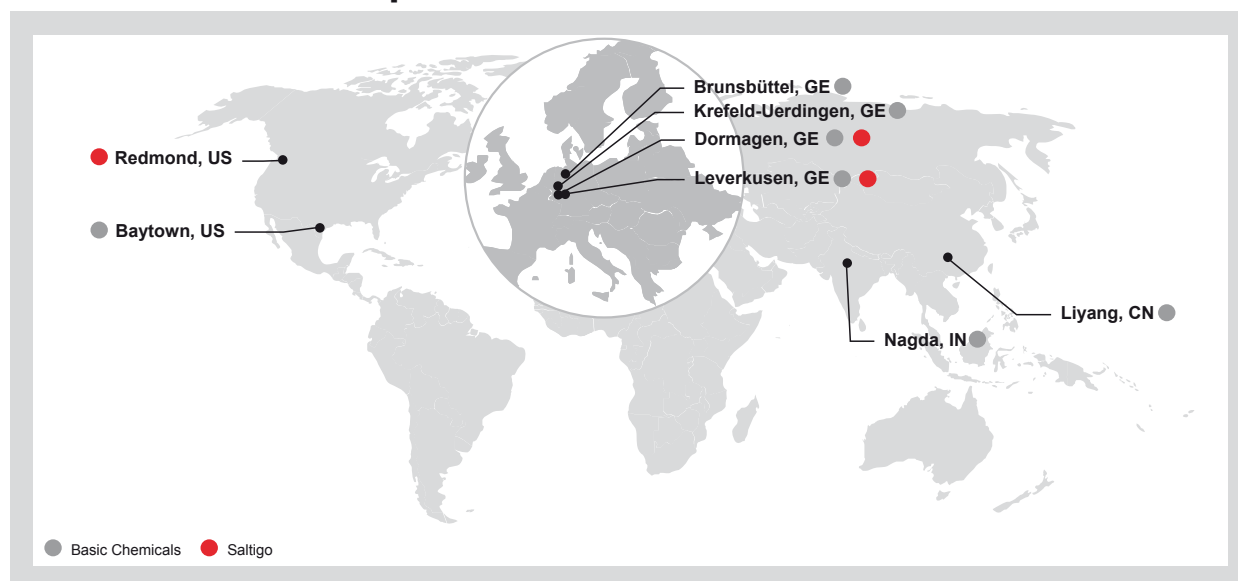 Brunsbüttel, GE
Krefeld-Uerdingen, GE
Dormagen, GE
Redmond, US
Leverkusen, GE
Baytown, US
Liyang, CN
Nagda, IN
Basic Chemicals
Saltigo